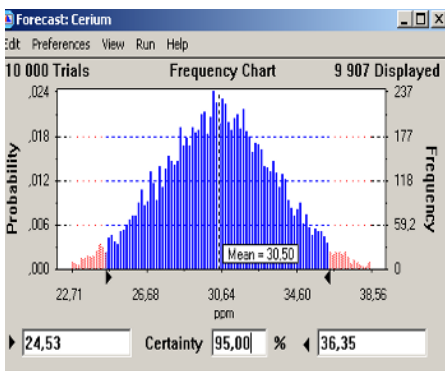 Forecast: Cerium
Edit Preferences View Run Help
10 000 Trials Frequency Chart 9 907 Displayed
,024 237
,018 177
,012 118
,006 59,2
,000 0
Probability
Frequency
Mean = 30,50
22,71 26,68 30,64 34,60 38,56
ppm
24,53 Certainty 95,00 % 36,35